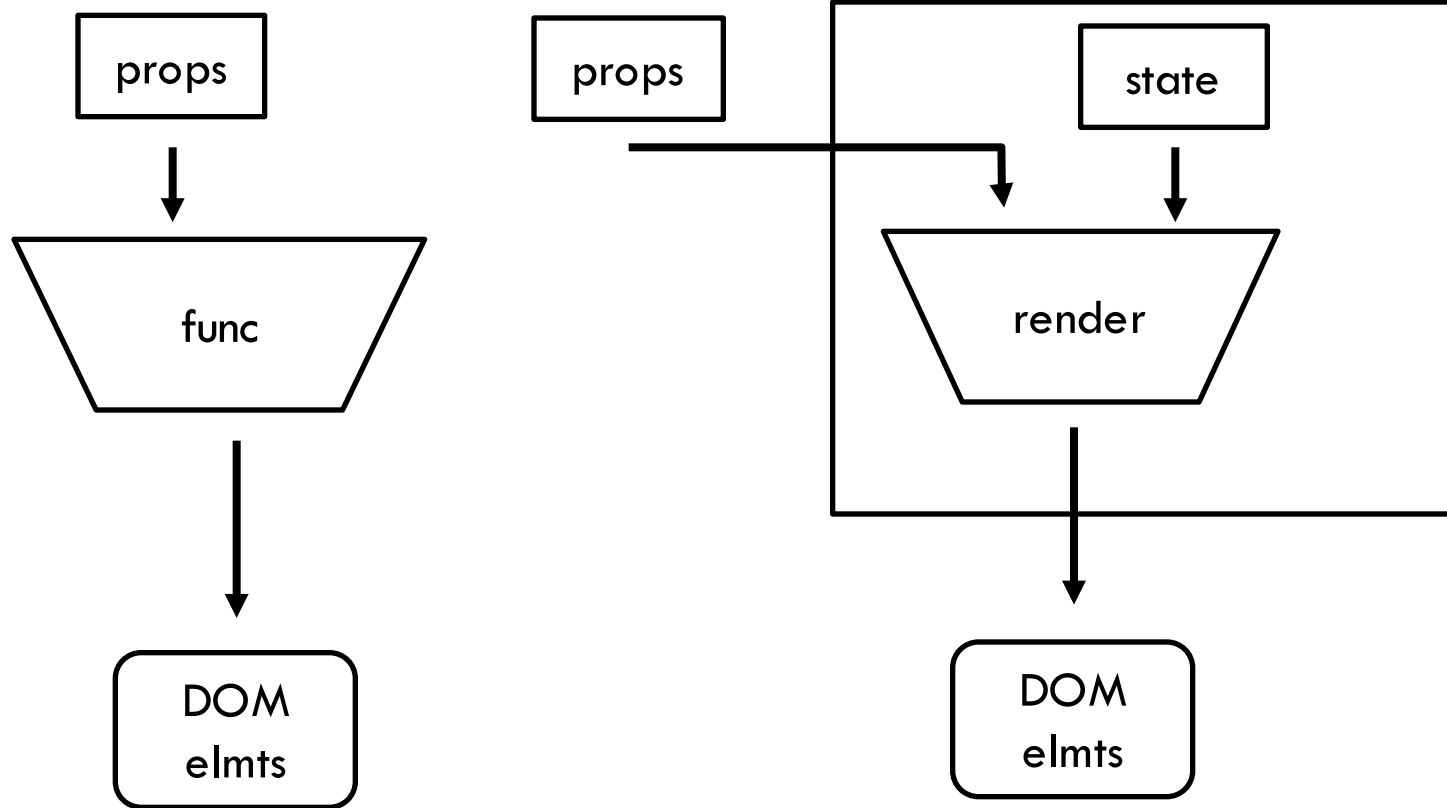 props
func
DOM
elmts
props
state
render
DOM
elmts